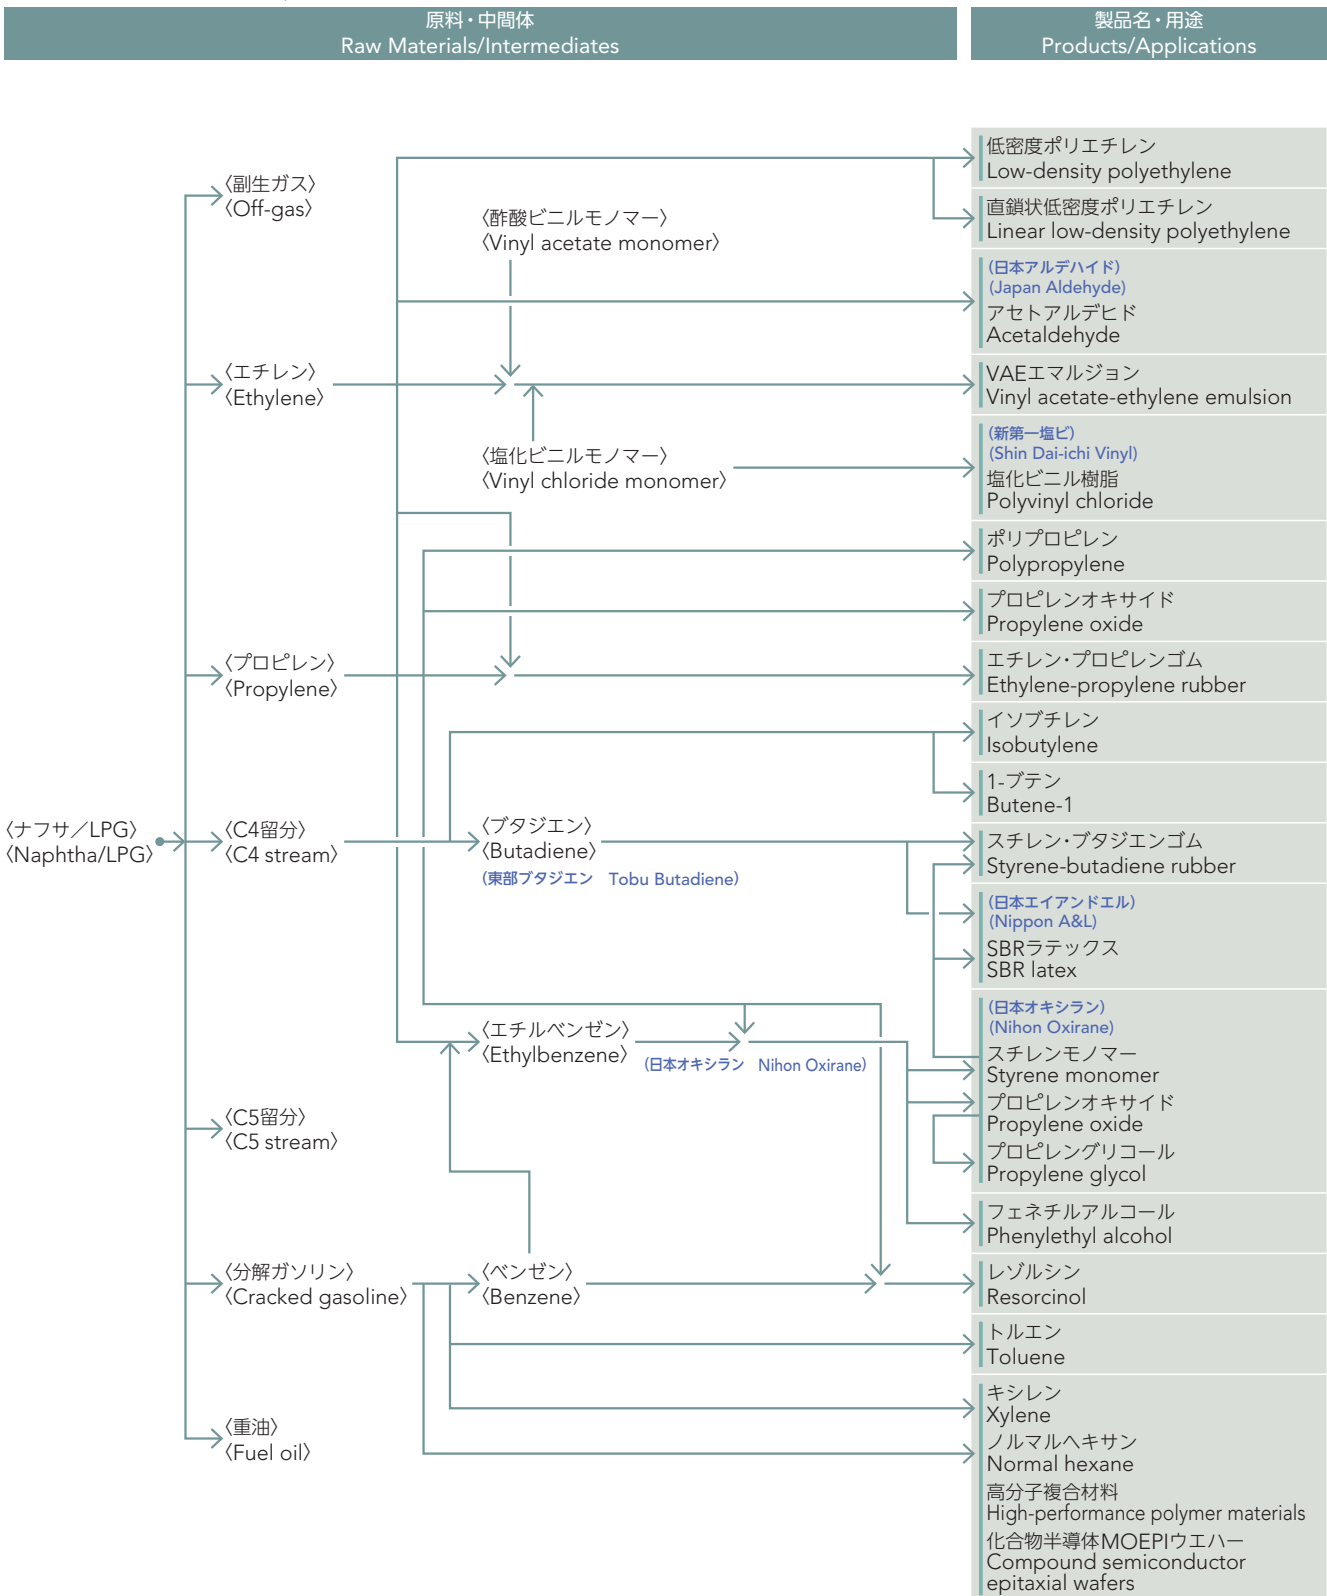 原料・中間体
Raw Materials/Intermediates
製品名・用途
Products/Applications
〈ナフサ／LPG〉
〈Naphtha/LPG〉
〈副生ガス〉
〈Off-gas〉
〈エチレン〉
〈Ethylene〉
〈プロピレン〉
〈Propylene〉
〈C4留分〉
〈C4 stream〉
〈C5留分〉
〈C5 stream〉
〈分解ガソリン〉
〈Cracked gasoline〉
〈重油〉
〈Fuel oil〉
〈酢酸ビニルモノマー〉
〈Vinyl acetate monomer〉
〈塩化ビニルモノマー〉
〈Vinyl chloride monomer〉
〈ブタジエン〉
〈Butadiene〉
(東部ブタジエン　Tobu Butadiene)
〈エチルベンゼン〉
〈Ethylbenzene〉
(日本オキシラン　Nihon Oxirane)
〈ベンゼン〉
〈Benzene〉
低密度ポリエチレン
Low-density polyethylene
直鎖状低密度ポリエチレン
Linear low-density polyethylene
(日本アルデハイド)
(Japan Aldehyde)
アセトアルデヒド
Acetaldehyde
VAEエマルジョン
Vinyl acetate-ethylene emulsion
(新第一塩ビ)
(Shin Dai-ichi Vinyl)
塩化ビニル樹脂
Polyvinyl chloride
ポリプロピレン
Polypropylene
プロピレンオキサイド
Propylene oxide
エチレン・プロピレンゴム
Ethylene-propylene rubber
イソブチレン
Isobutylene
1-ブテン
Butene-1
スチレン・ブタジエンゴム
Styrene-butadiene rubber
(日本エイアンドエル)
(Nippon A&L)
SBRラテックス
SBR latex
(日本オキシラン)
(Nihon Oxirane)
スチレンモノマー
Styrene monomer
プロピレンオキサイド
Propylene oxide
プロピレングリコール
Propylene glycol
フェネチルアルコール
Phenylethyl alcohol
レゾルシン
Resorcinol
トルエン
Toluene
キシレン
Xylene
ノルマルヘキサン
Normal hexane
高分子複合材料
High-performance polymer materials
化合物半導体MOEPIウエハー
Compound semiconductor
epitaxial wafers